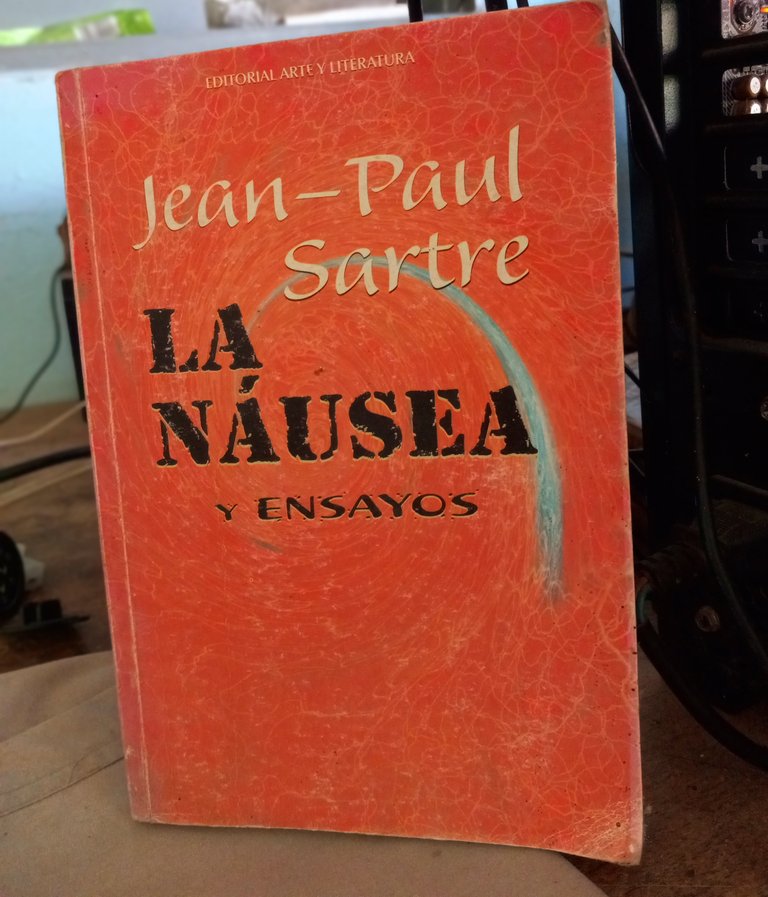 EDITORIAL ARTE Y LITERATURA
Jean-Paul
Sartre
LA
NÁUSEA
Y ENSAYOS